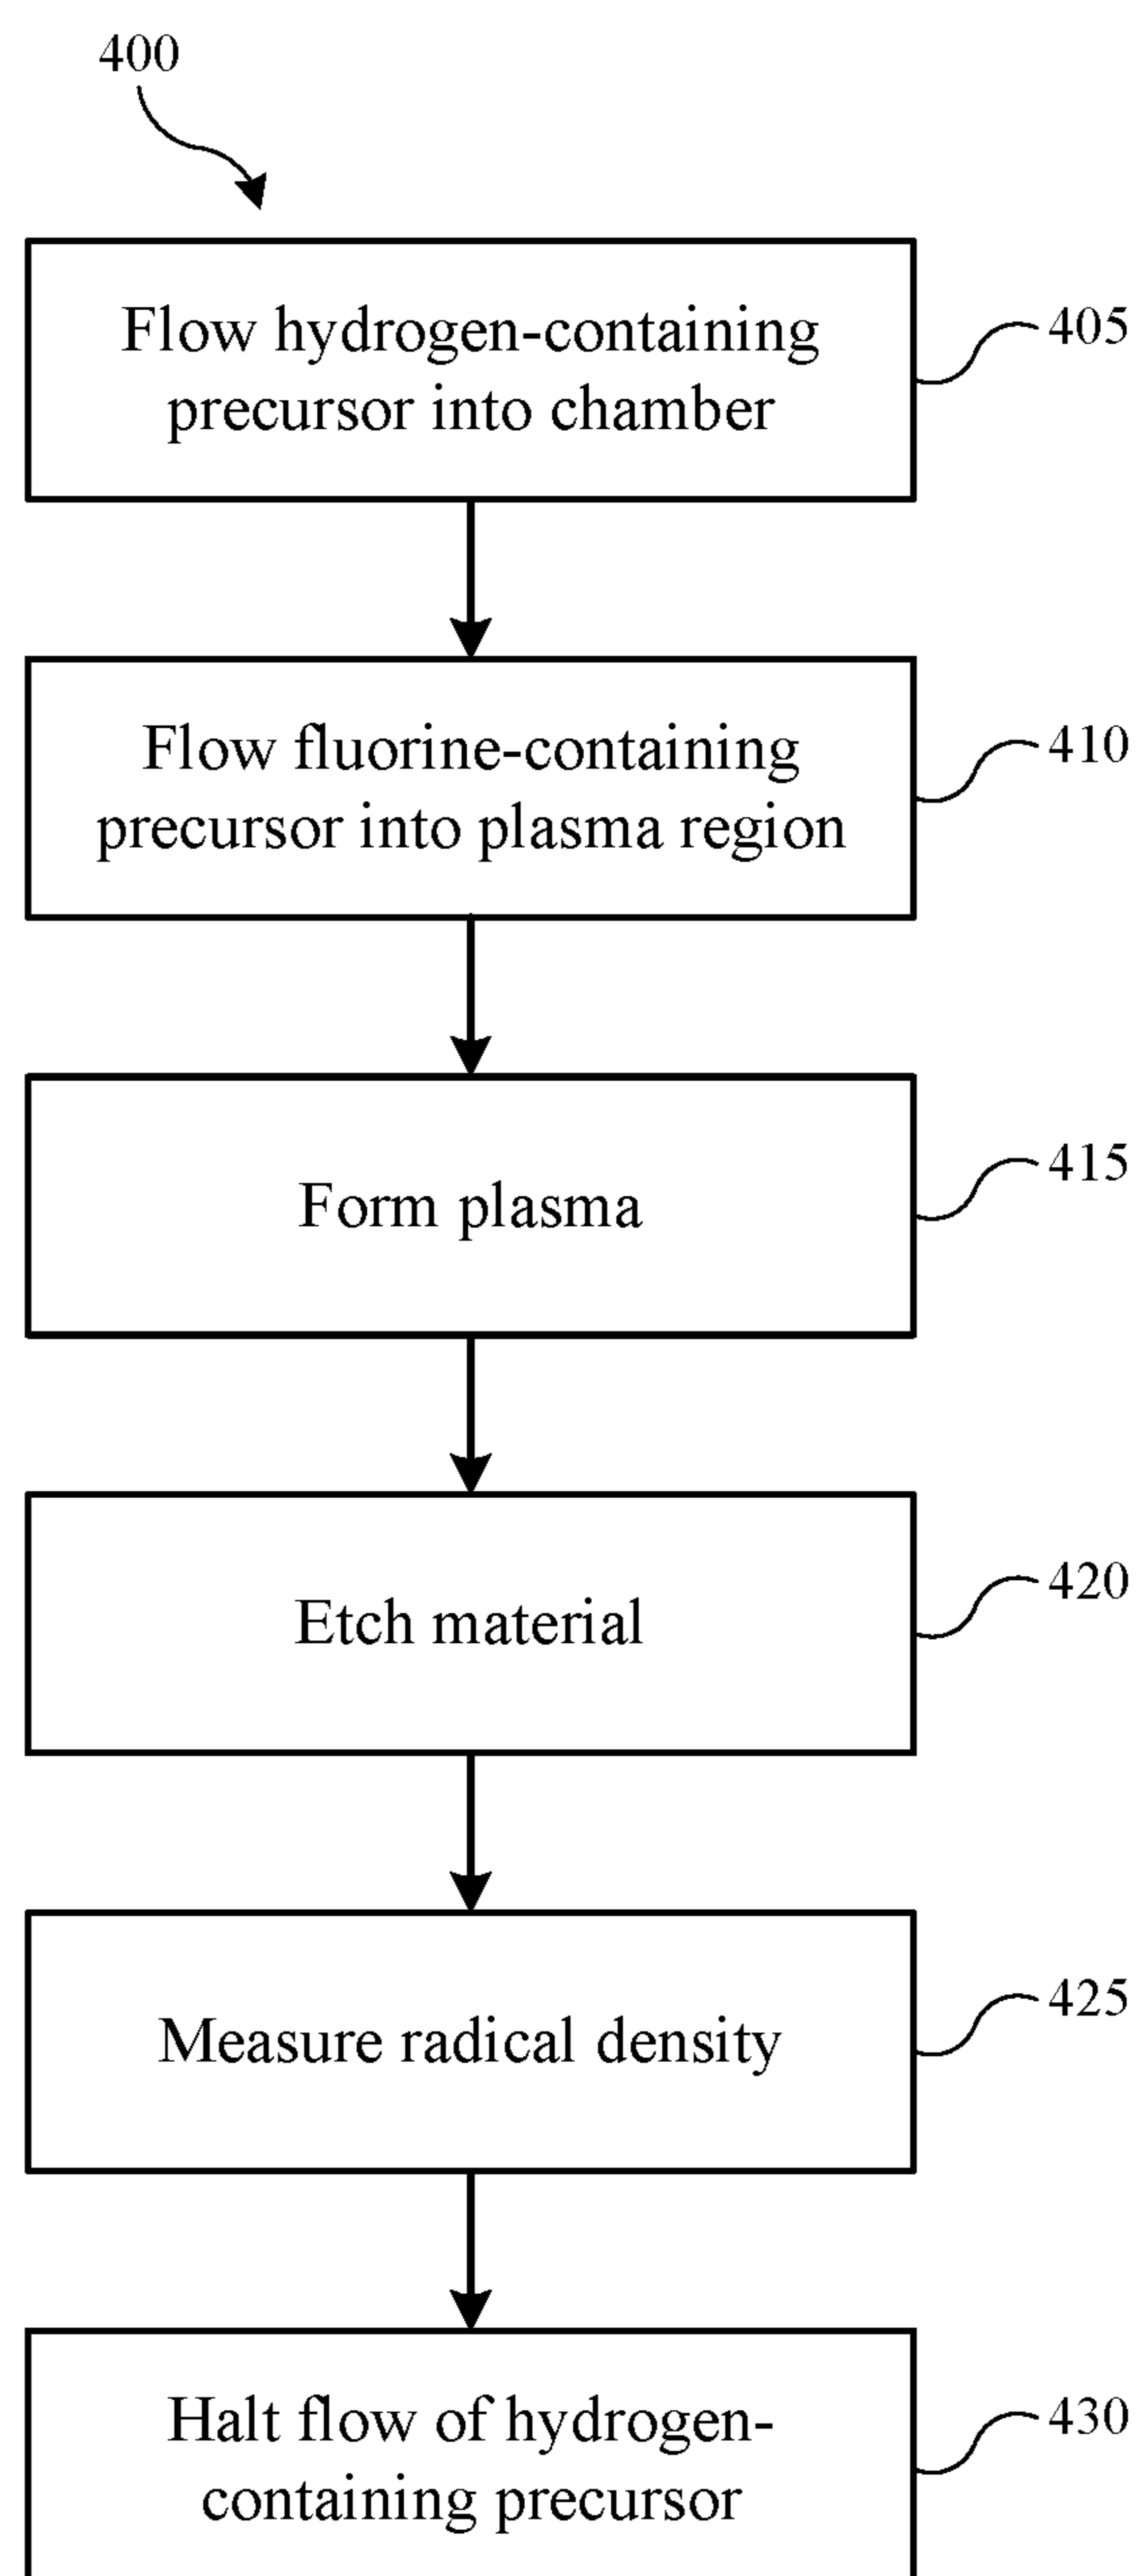 400
Flow hydrogen-containing
precursor into chamber
405
Flow fluorine-containing
precursor into plasma region
410
Form plasma
415
Etch material
420
Measure radical density
425
Halt flow of hydrogen-
containing precursor
430